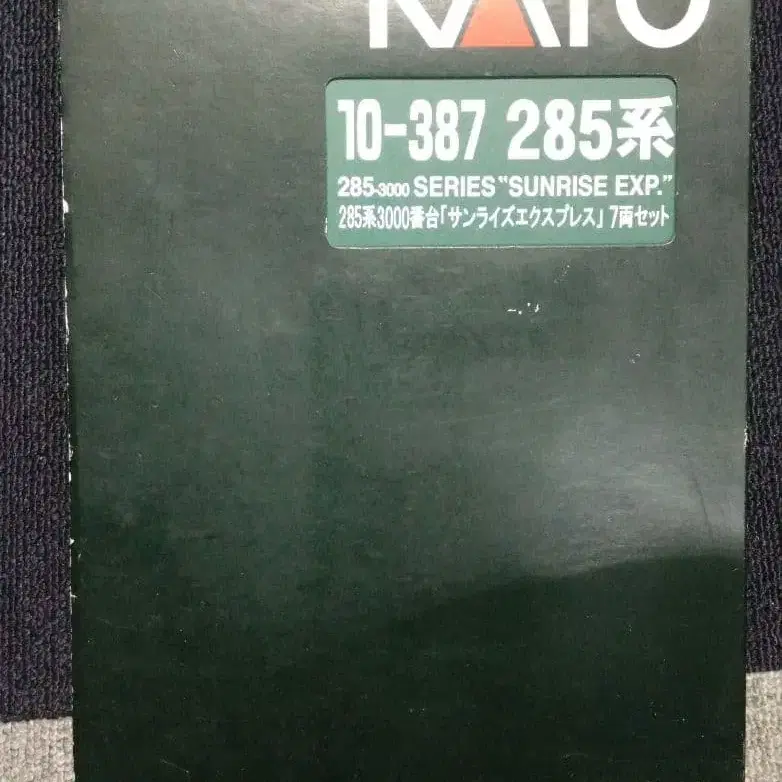 KATO
10-387 285系
285-3000 SERIES "SUNRISE EXP."
285系3000番台「サンライズエクスプレス」7両セット